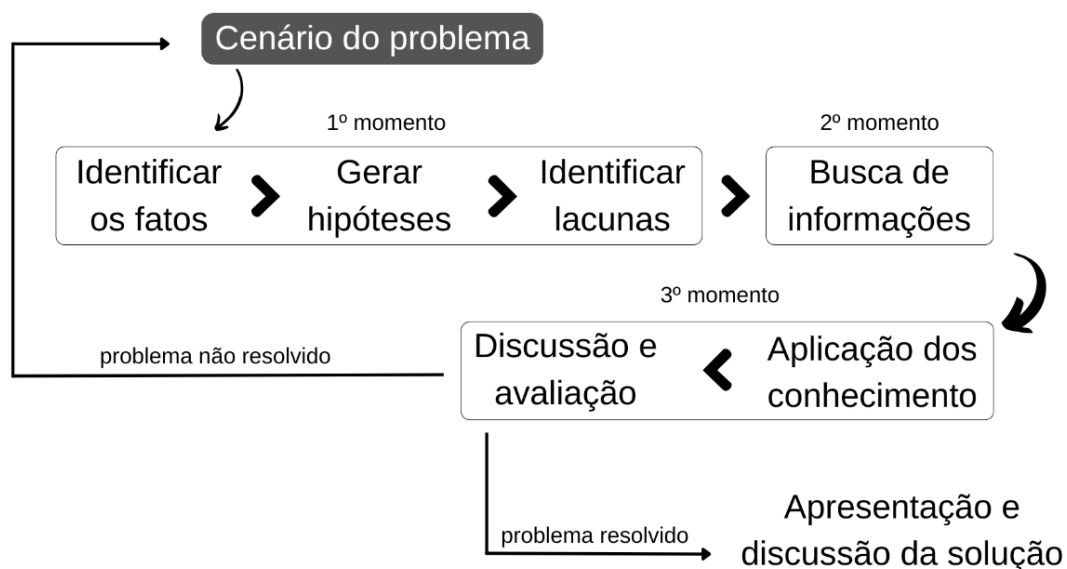 Cenário do problema
1º momento
Identificar
os fatos
Gerar
hipóteses
Identificar
lacunas
2º momento
Busca de
informações
3º momento
Aplicação dos
conhecimento
Discussão e
avaliação
problema não resolvido
problema resolvido
Apresentação e
discussão da solução